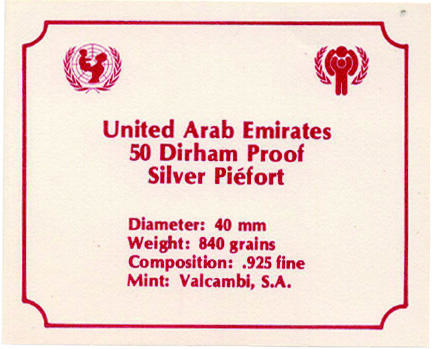 United Arab Emirates
50 Dirham Proof
Silver Piéfort
Diameter: 40 mm
Weight: 840 grains
Composition: .925 fine
Mint: Valcambi, S.A.